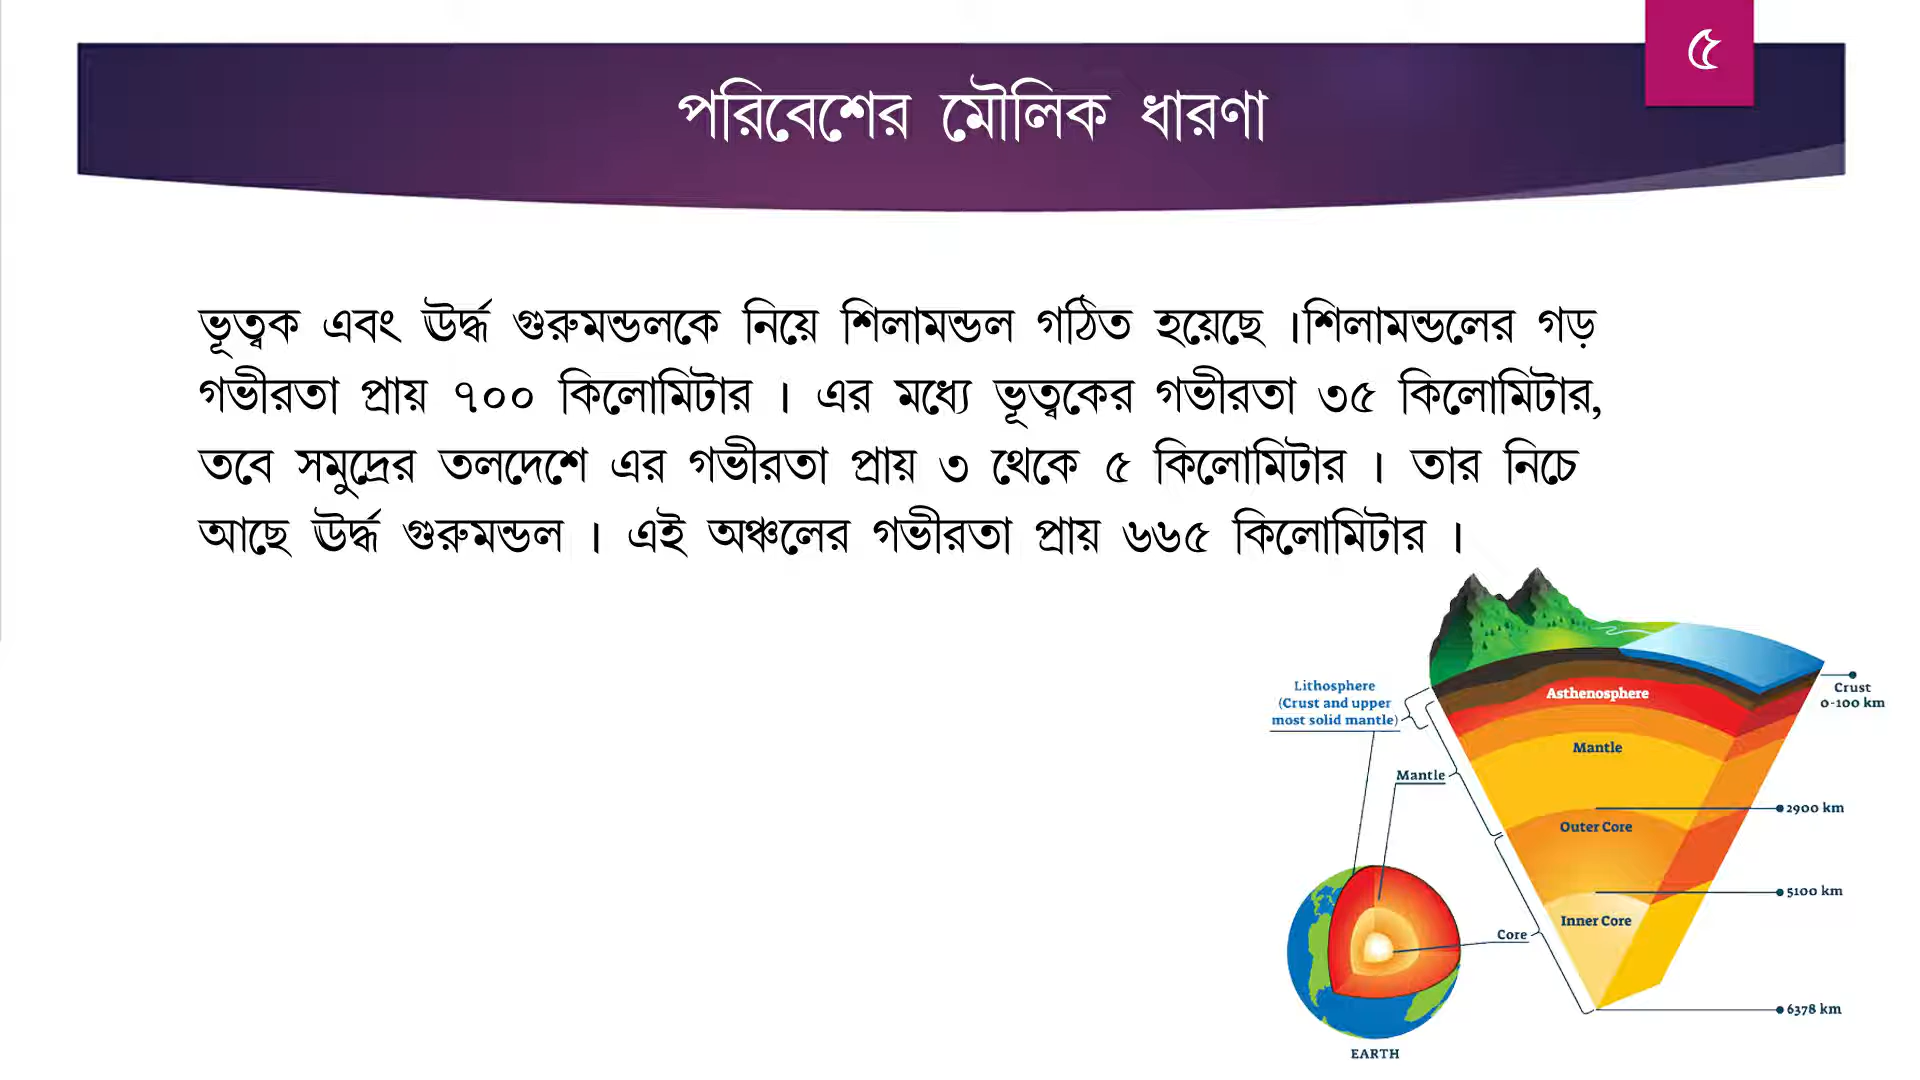 ৫
পরিবেশের মৌলিক ধারণা
ভূত্বক এবং ঊর্দ্ধ গুরুমন্ডলকে নিয়ে শিলামন্ডল গঠিত হয়েছে ।শিলামন্ডলের গড়
গভীরতা প্রায় ৭০০ কিলোমিটার । এর মধ্যে ভূত্বকের গভীরতা ৩৫ কিলোমিটার,
তবে সমুদ্রের তলদেশে এর গভীরতা প্রায় ৩ থেকে ৫ কিলোমিটার । তার নিচে
আছে ঊর্দ্ধ গুরুমন্ডল । এই অঞ্চলের গভীরতা প্রায় ৬৬৫ কিলোমিটার ।
Lithosphere
(Crust and upper
most solid mantle)
Asthenosphere
Crust
0-100 km
Mantle
Mantle
2900 km
Outer Core
5100 km
Inner Core
Core
6378 km
EARTH